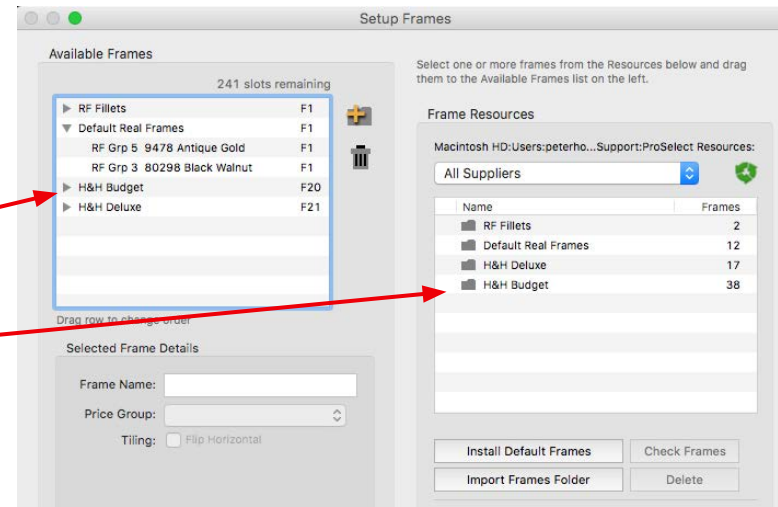 Setup Frames
Available Frames
241 slots remaining
RF Fillets F1
Default Real Frames F1
RF Grp 5 9478 Antique Gold F1
RF Grp 3 80298 Black Walnut F1
H&H Budget F20
H&H Deluxe F21
Drag row to change order
Selected Frame Details
Frame Name:
Price Group:
Tiling: Flip Horizontal
Select one or more frames from the Resources below and drag
them to the Available Frames list on the left.
Frame Resources
Macintosh HD:Users:peterho...Support:ProSelect Resources:
All Suppliers
Name Frames
RF Fillets 2
Default Real Frames 12
H&H Deluxe 17
H&H Budget 38
Install Default Frames Check Frames
Import Frames Folder Delete